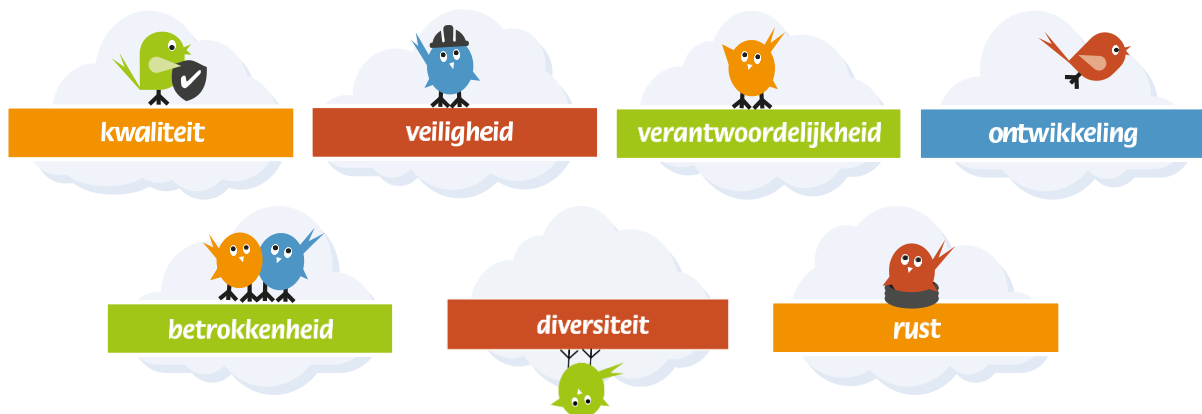 kwaliteit
veiligheid
verantwoordelijkheid
ontwikkeling
betrokkenheid
diversiteit
rust